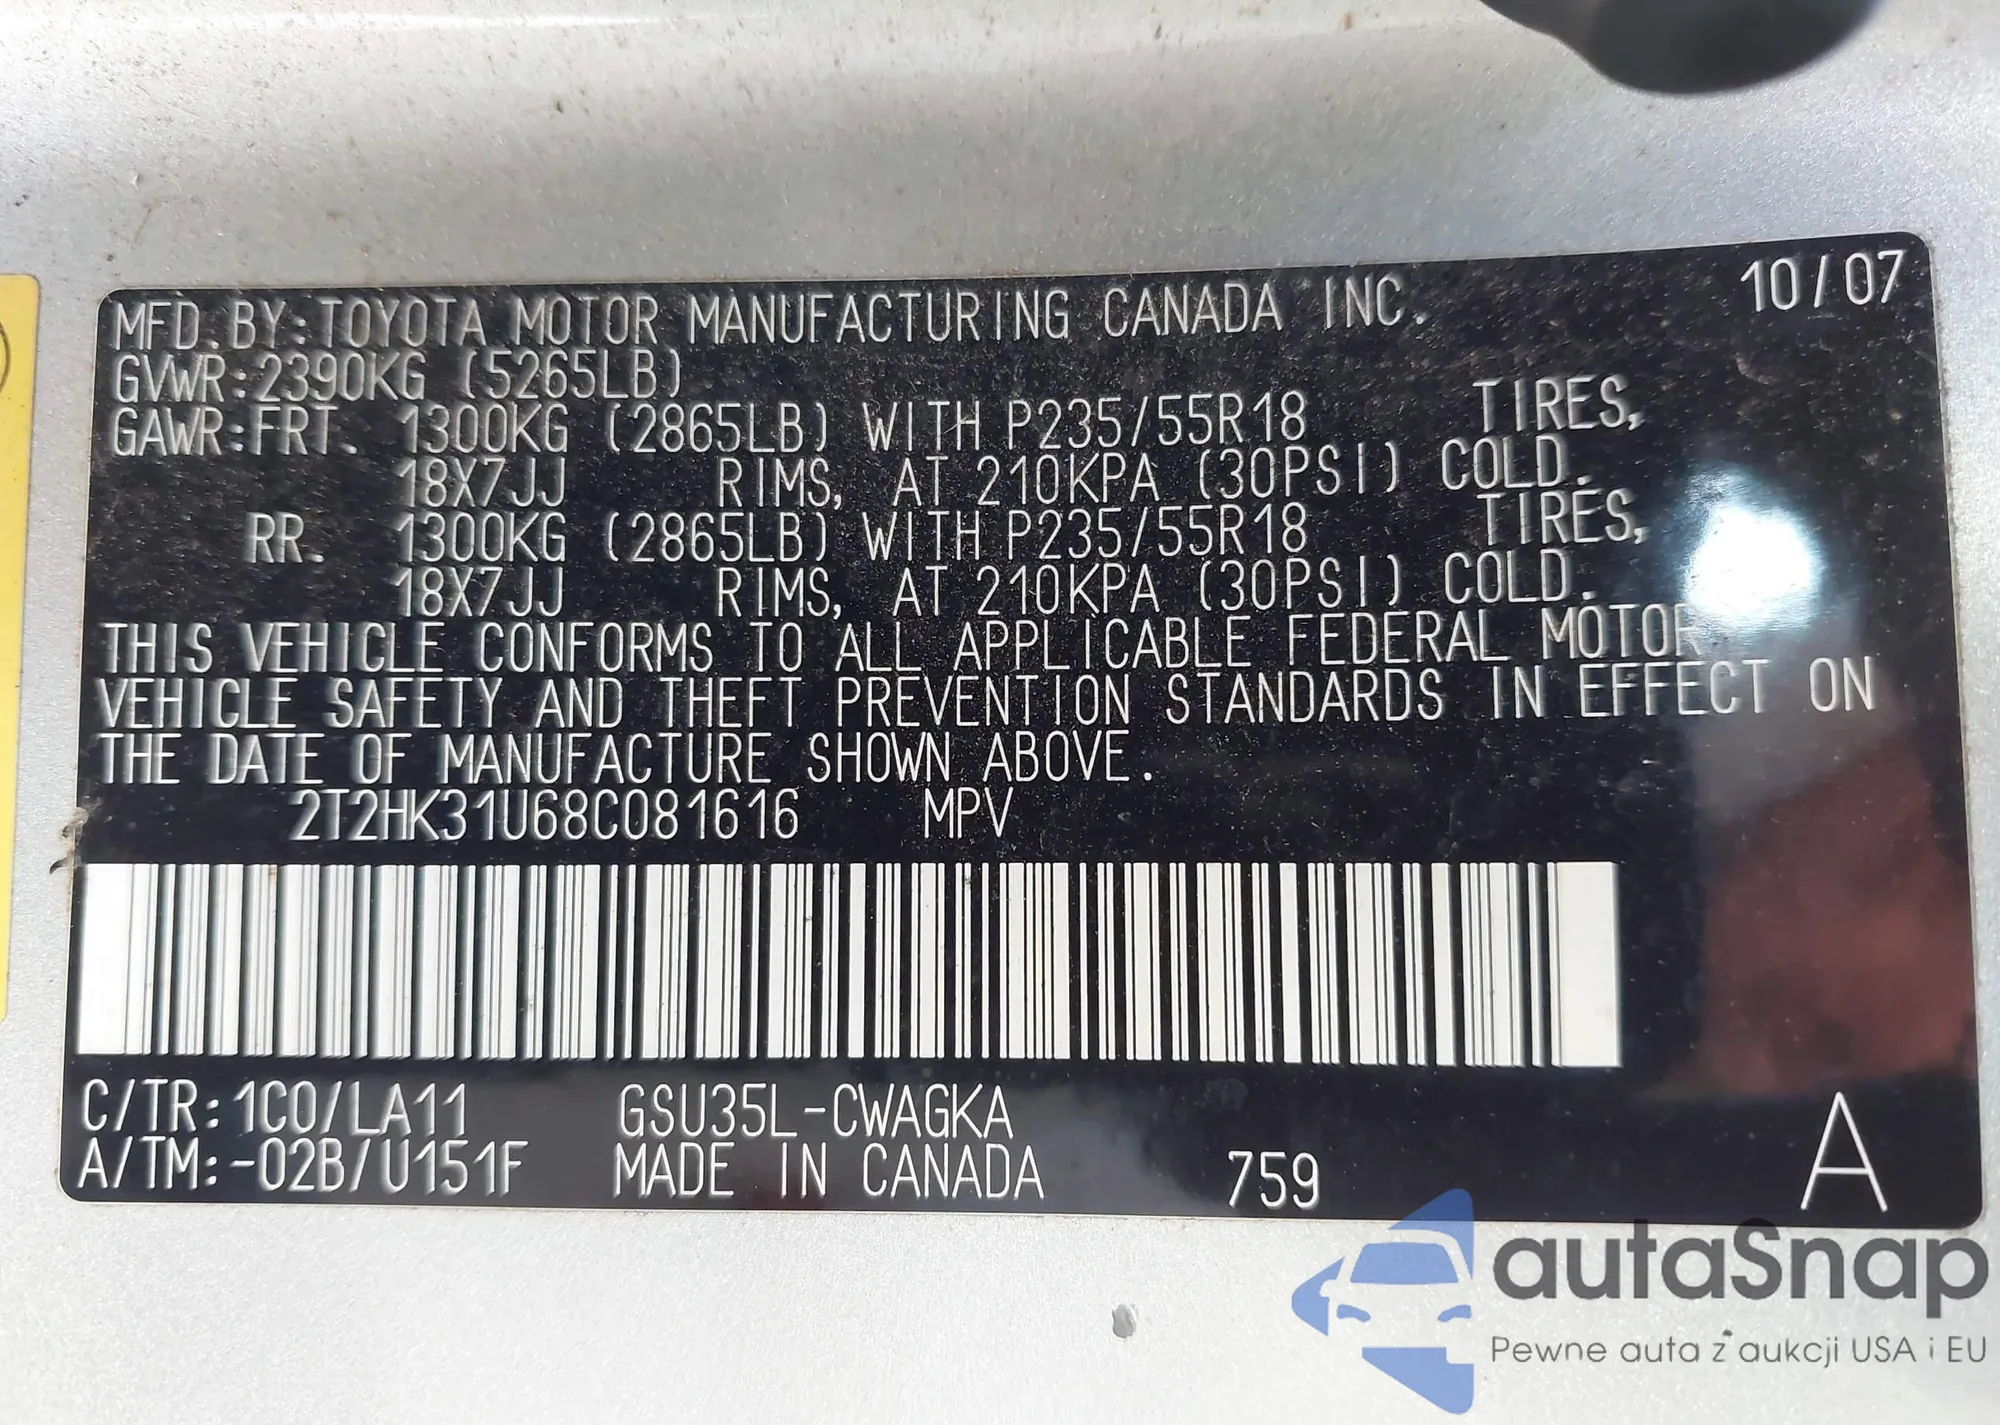 MFD.BY:TOYOTA MOTOR MANUFACTURING CANADA INC. 10/07
GVWR:2390KG (5265LB)
GAWR:FRT. 1300KG (2865LB) WITH P235/55R18 TIRES,
18X7JJ RIMS, AT 210KPA (30PSI) COLD.
RR. 1300KG (2865LB) WITH P235/55R18 TIRES,
18X7JJ RIMS, AT 210KPA (30PSI) COLD.
THIS VEHICLE CONFORMS TO ALL APPLICABLE FEDERAL MOTOR
VEHICLE SAFETY AND THEFT PREVENTION STANDARDS IN EFFECT ON
THE DATE OF MANUFACTURE SHOWN ABOVE.
2T2HK31U68C081616 MPV
C/TR:1C0/LA11 GSU35L-CWAGKA
A/TM:-02B/U151F MADE IN CANADA 759 A
autaSnap
Pewne auta z aukcji USA i EU